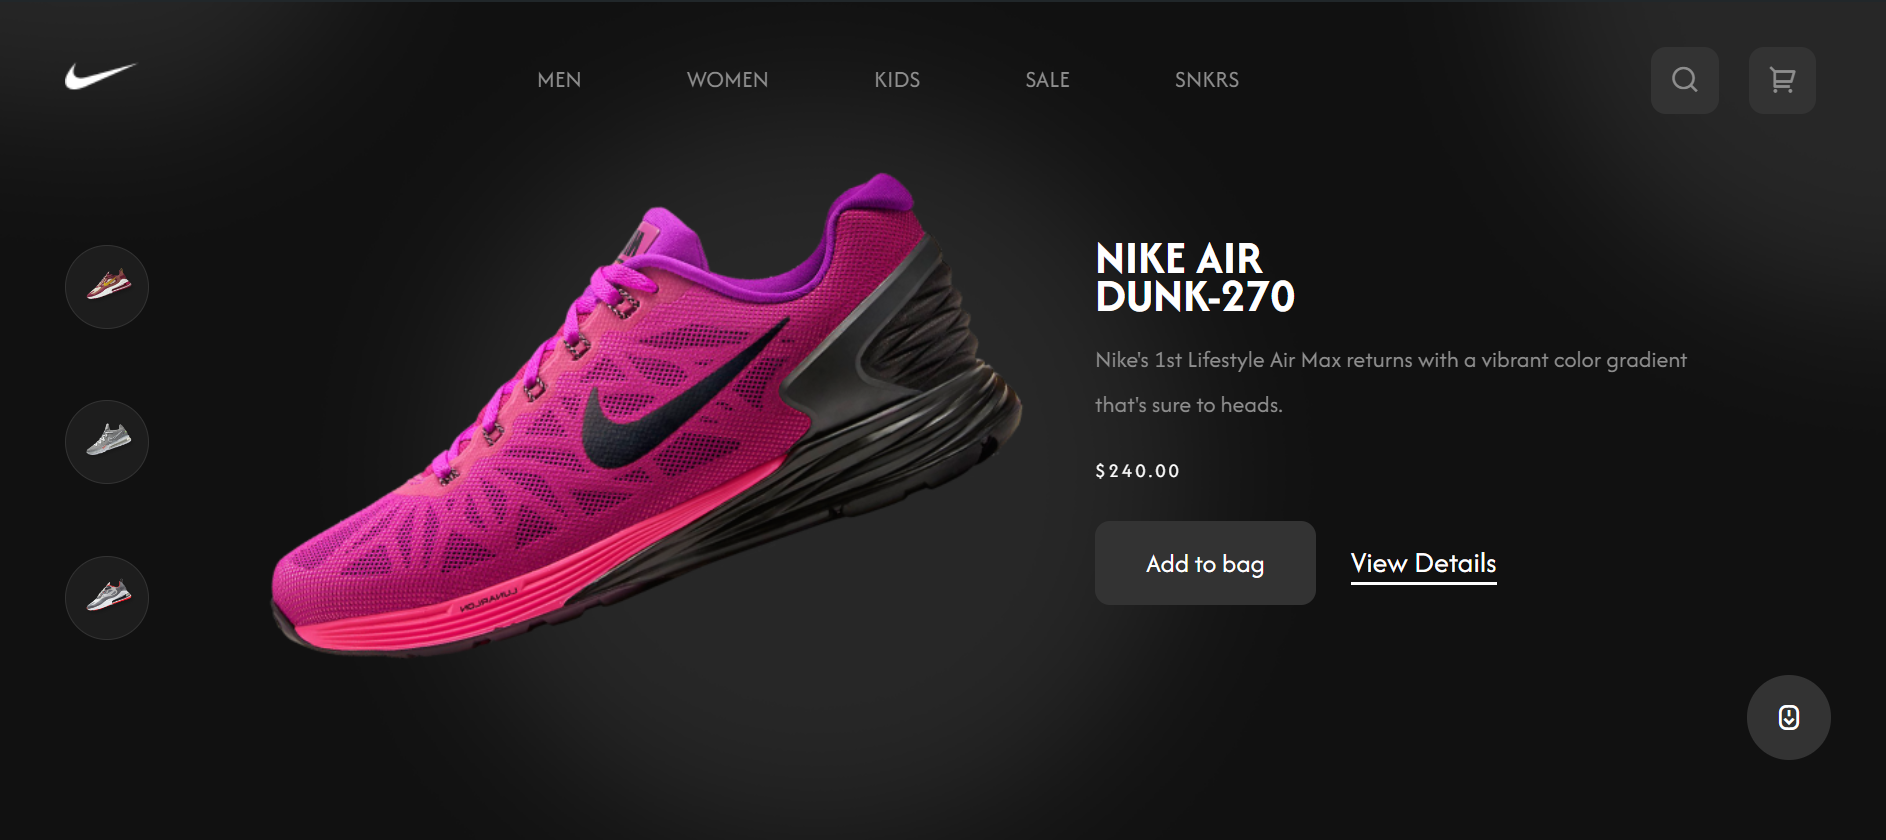 MEN WOMEN KIDS SALE SNKRS
NIKE AIR
DUNK-270
Nike's 1st Lifestyle Air Max returns with a vibrant color gradient
that's sure to heads.
$240.00
Add to bag View Details
LUNARLON